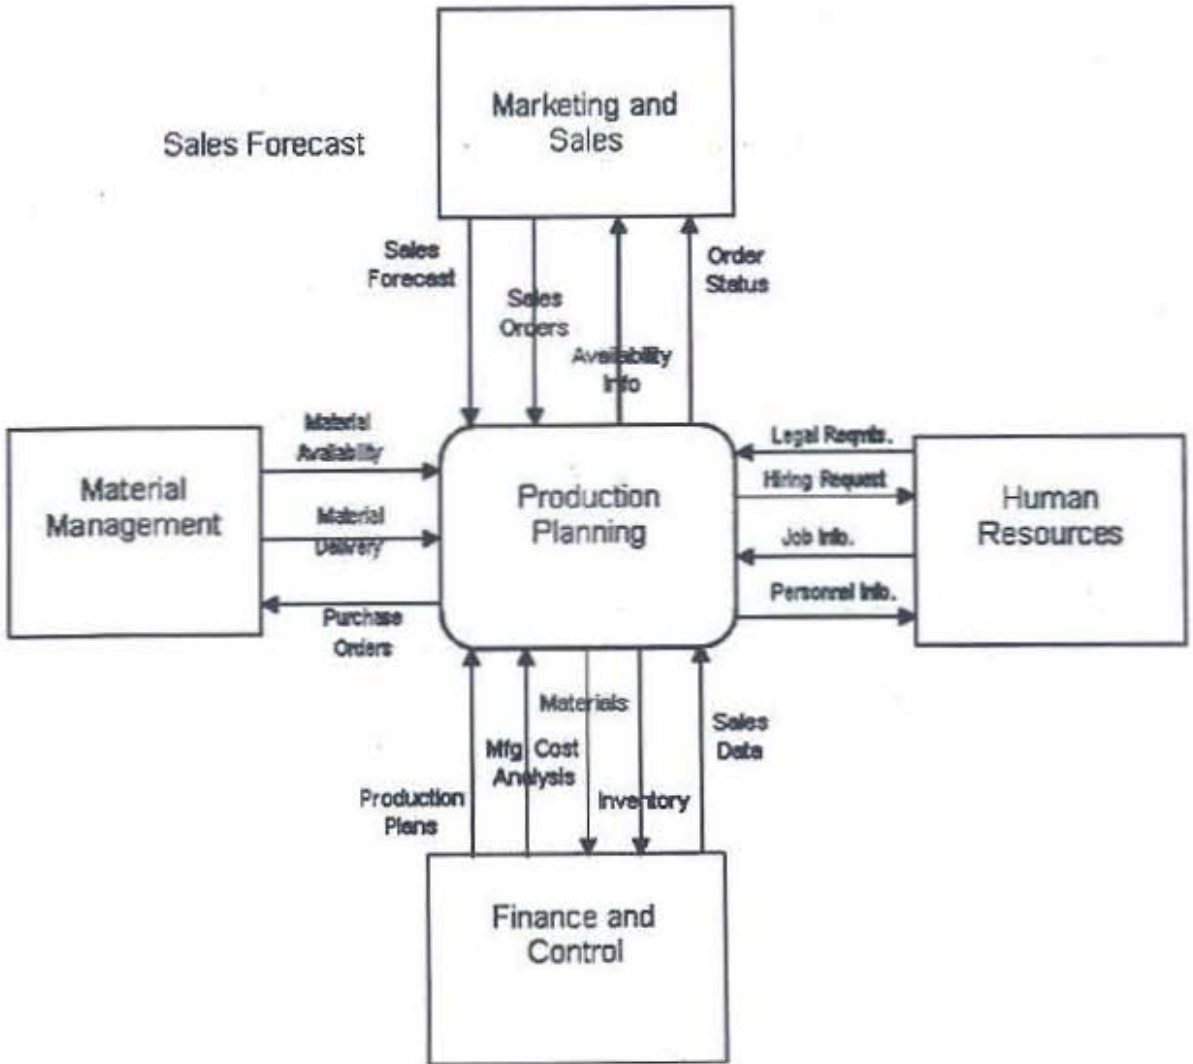 Marketing and
Sales
Sales Forecast
Sales
Forecast
Sales
Orders
Availability
Info
Order
Status
Material
Availability
Material
Delivery
Purchase
Orders
Material
Management
Production
Planning
Legal Reqmts.
Hiring Request
Job Info.
Personnel Info.
Human
Resources
Materials
Mfg Cost
Analysis
Production
Plans
Inventory
Sales
Data
Finance and
Control